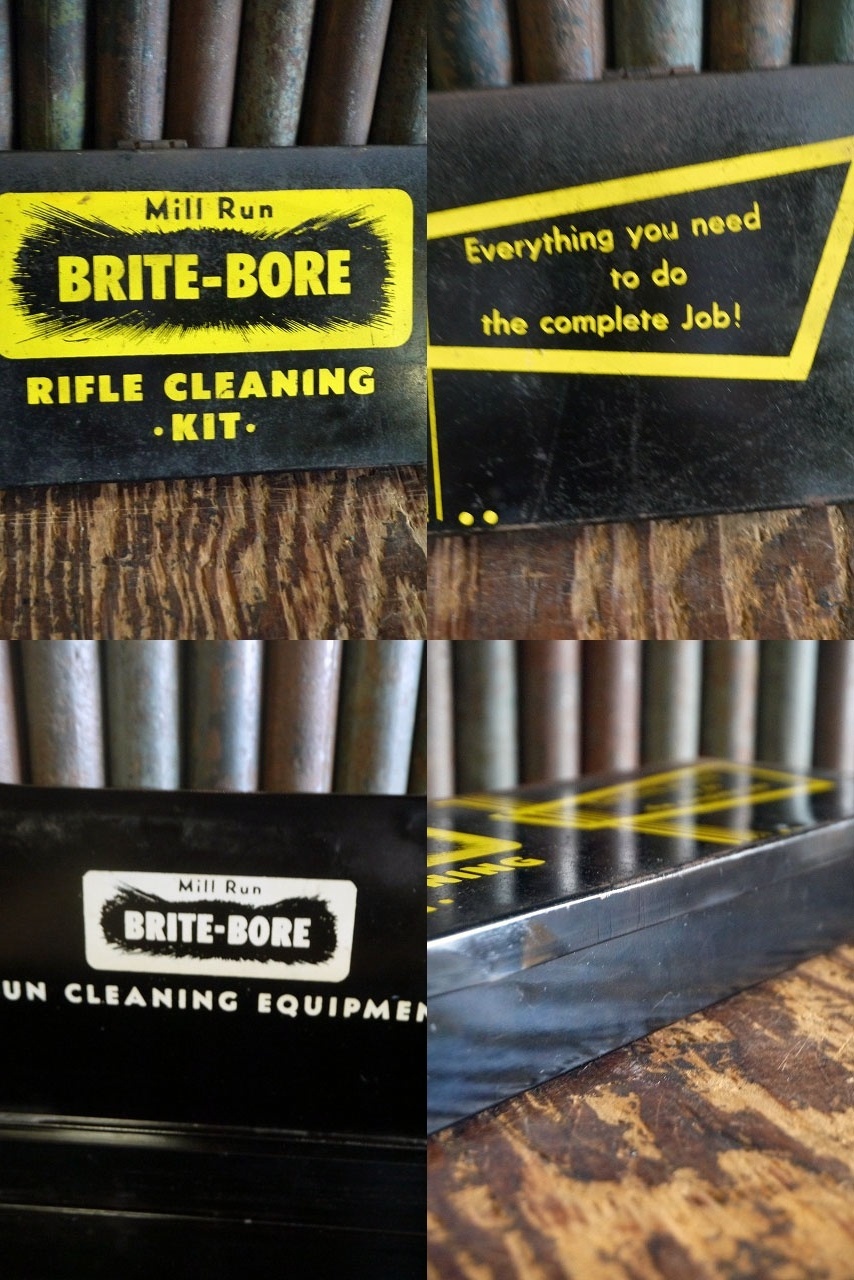 Mill Run
BRITE-BORE
RIFLE CLEANING
·KIT·
Everything you need
to do
the complete Job!
Mill Run
BRITE-BORE
UN CLEANING EQUIPMEN
NING